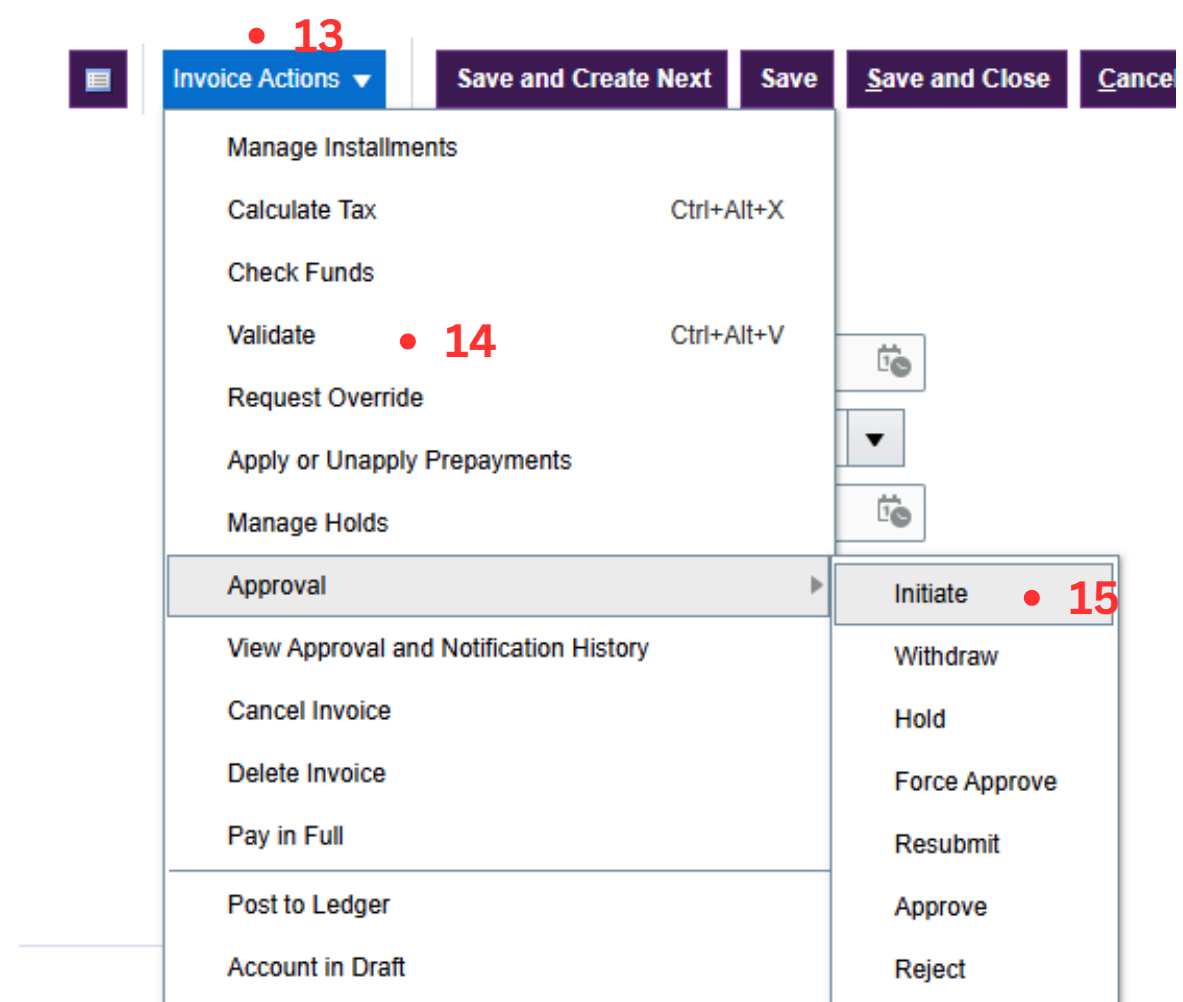 • 13
Invoice Actions ▼ Save and Create Next Save Save and Close Cancel
Manage Installments
Calculate Tax Ctrl+Alt+X
Check Funds
Validate • 14 Ctrl+Alt+V
Request Override
Apply or Unapply Prepayments
Manage Holds
Approval
Initiate • 15
View Approval and Notification History
Withdraw
Cancel Invoice
Hold
Delete Invoice
Force Approve
Pay in Full
Resubmit
Post to Ledger
Approve
Account in Draft
Reject